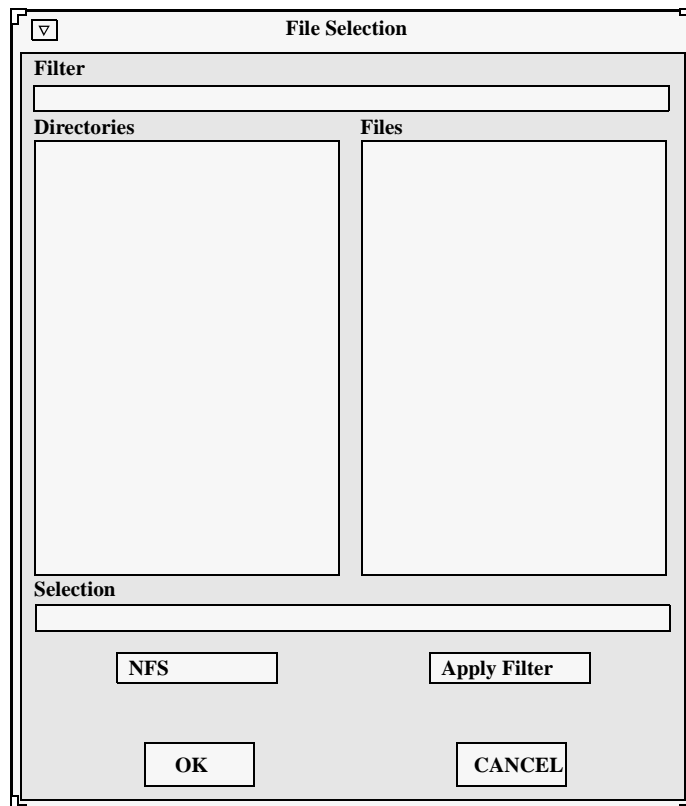 File Selection
Filter
Directories Files
Selection
NFS Apply Filter
OK CANCEL